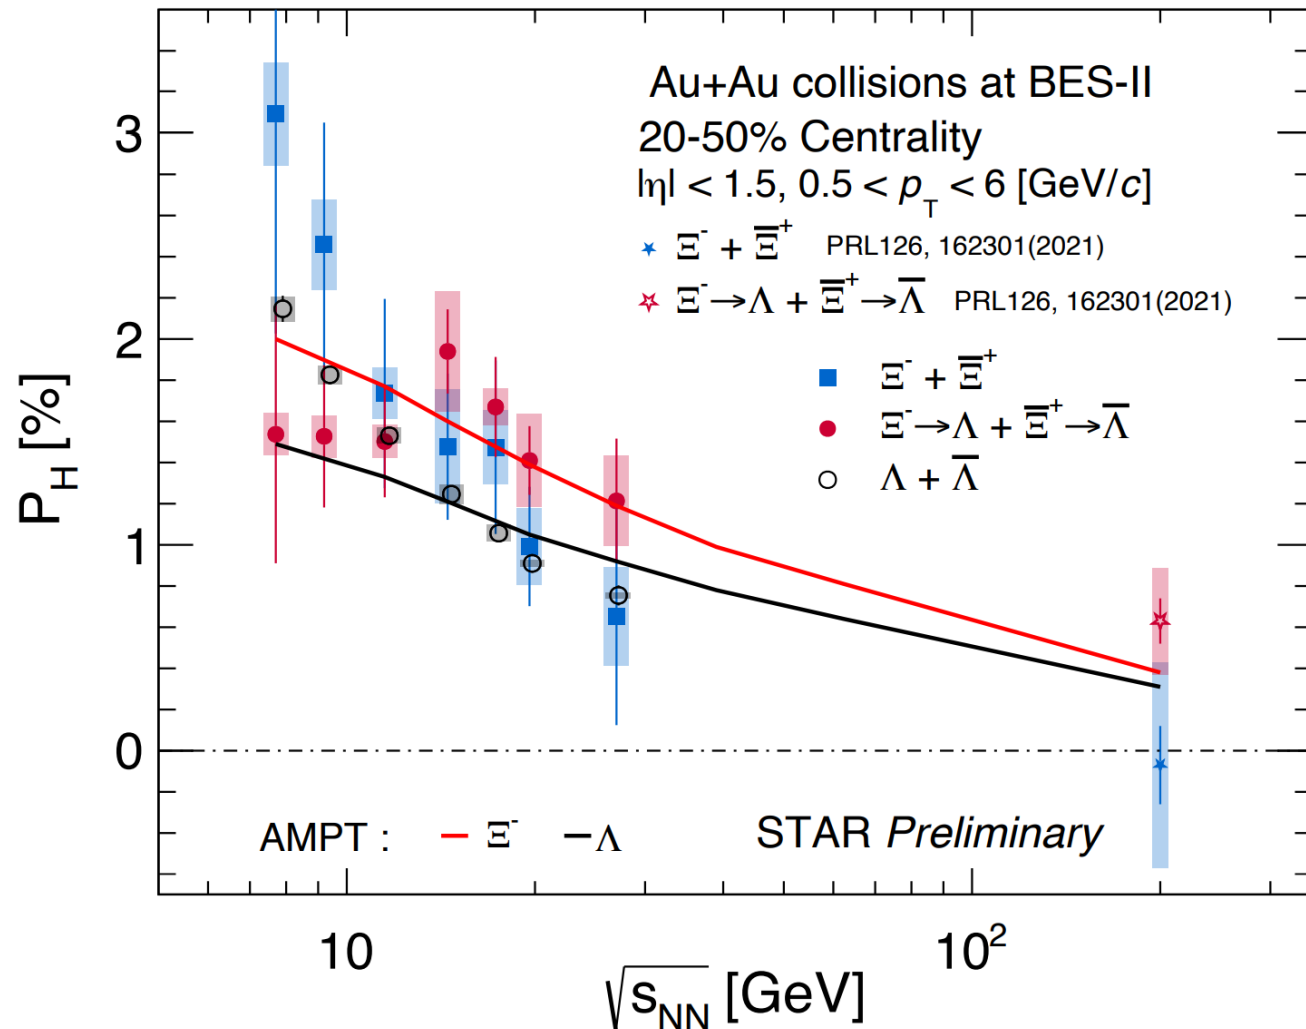 Au+Au collisions at BES-II
20-50% Centrality
|η| < 1.5, 0.5 < p_T < 6 [GeV/c]
Ξ⁻ + Ξ̅⁺ PRL126, 162301(2021)
Ξ⁻→Λ + Ξ̅⁺→Λ̅ PRL126, 162301(2021)
Ξ⁻ + Ξ̅⁺
Ξ⁻→Λ + Ξ̅⁺→Λ̅
Λ + Λ̅
P_H [%]
3
2
1
0
AMPT : Ξ⁻ Λ
STAR Preliminary
10
10²
√s_NN [GeV]